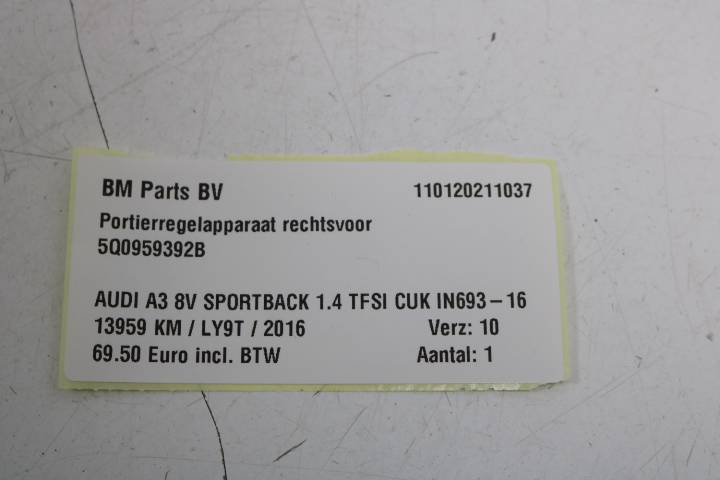 BM Parts BV 110120211037
Portierregelapparaat rechtsvoor
5Q0959392B
AUDI A3 8V SPORTBACK 1.4 TFSI CUK IN693-16
13959 KM / LY9T / 2016 Verz: 10
69.50 Euro incl. BTW Aantal: 1